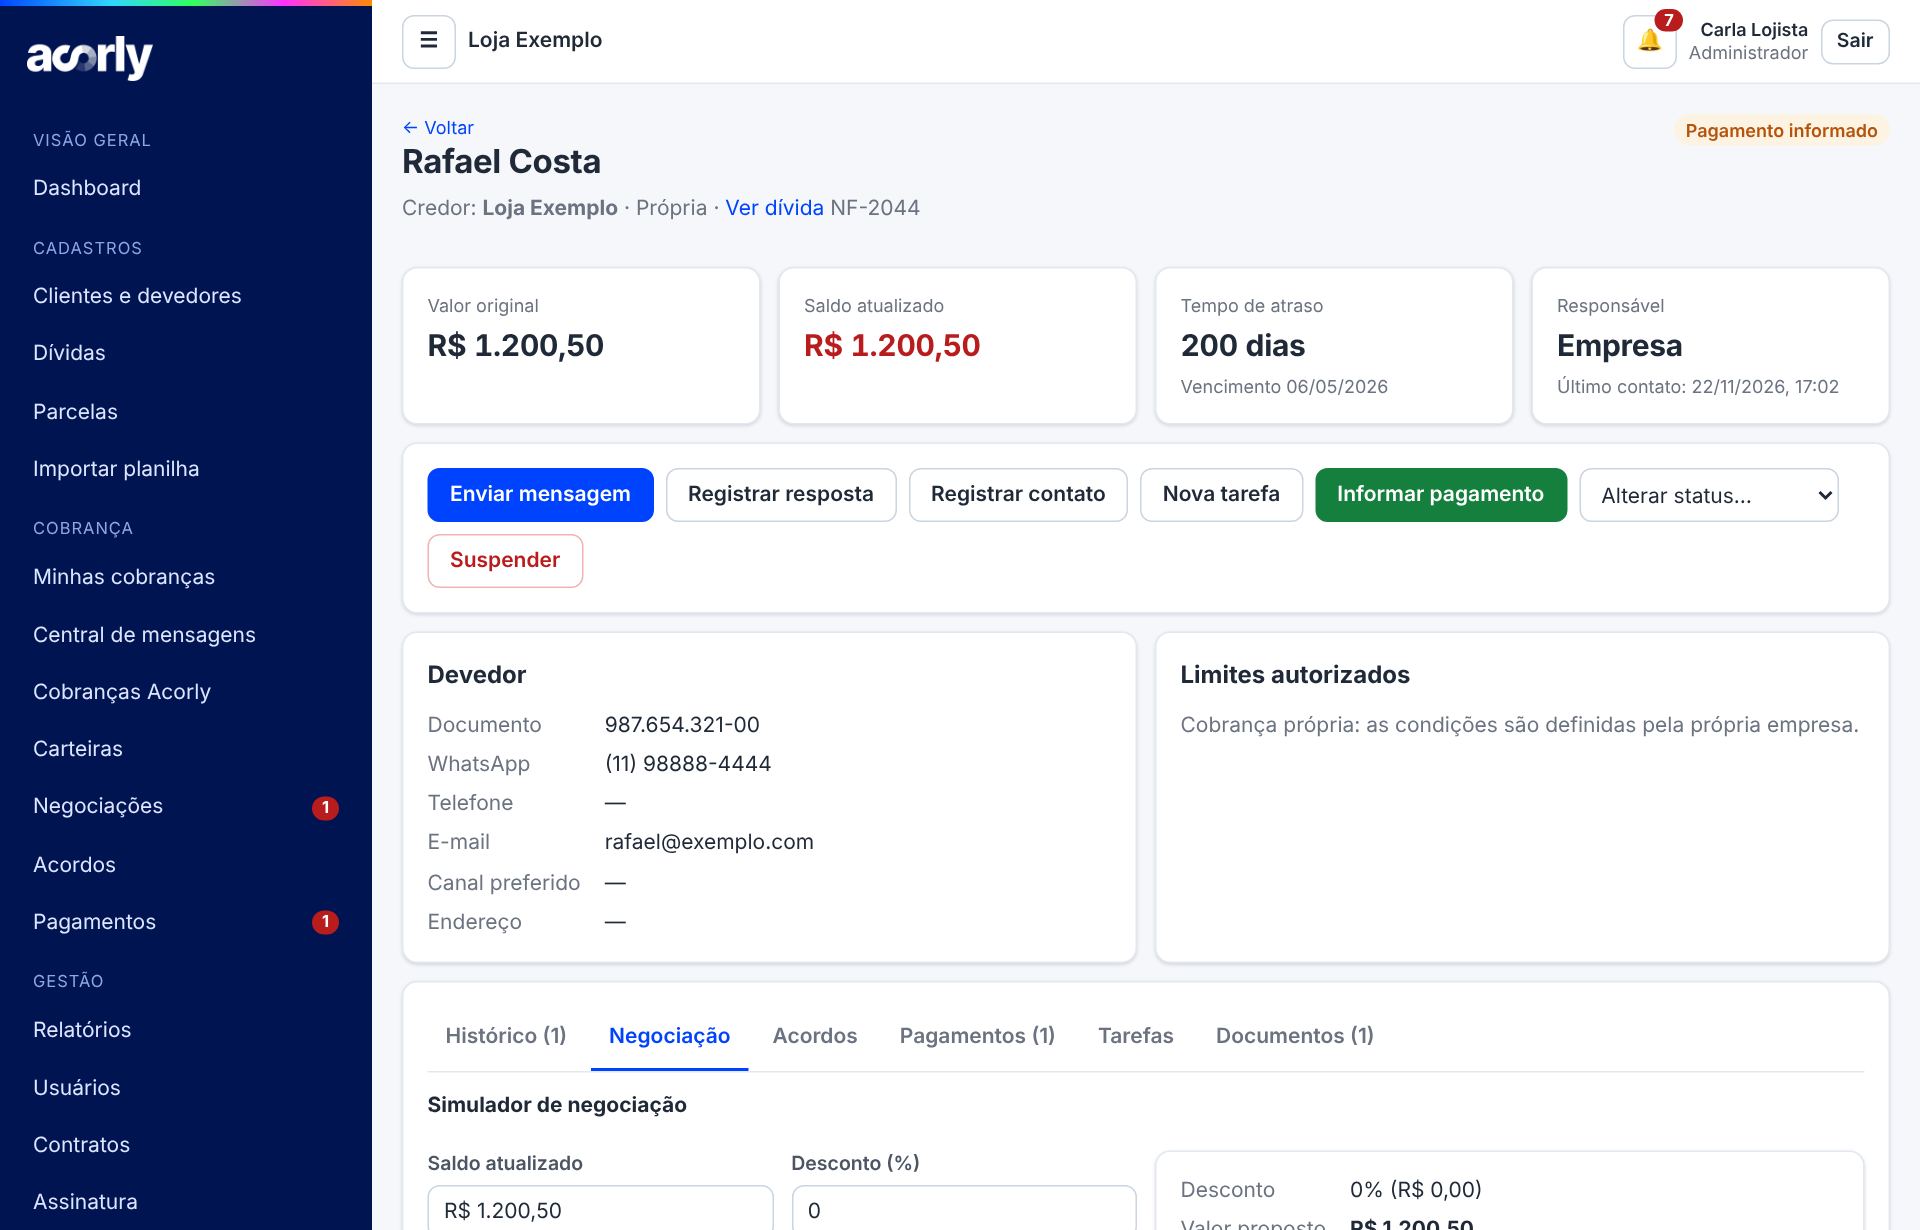 acorly
VISÃO GERAL
Dashboard
CADASTROS
Clientes e devedores
Dívidas
Parcelas
Importar planilha
COBRANÇA
Minhas cobranças
Central de mensagens
Cobranças Acorly
Carteiras
Negociações 1
Acordos
Pagamentos 1
GESTÃO
Relatórios
Usuários
Contratos
Assinatura
☰ Loja Exemplo
7
Carla Lojista
Administrador
Sair
← Voltar
Pagamento informado
Rafael Costa
Credor: Loja Exemplo · Própria · Ver dívida NF-2044
Valor original
R$ 1.200,50
Saldo atualizado
R$ 1.200,50
Tempo de atraso
200 dias
Vencimento 06/05/2026
Responsável
Empresa
Último contato: 22/11/2026, 17:02
Enviar mensagem Registrar resposta Registrar contato Nova tarefa Informar pagamento Alterar status...
Suspender
Devedor
Documento 987.654.321-00
WhatsApp (11) 98888-4444
Telefone —
E-mail rafael@exemplo.com
Canal preferido —
Endereço —
Limites autorizados
Cobrança própria: as condições são definidas pela própria empresa.
Histórico (1) Negociação Acordos Pagamentos (1) Tarefas Documentos (1)
Simulador de negociação
Saldo atualizado
R$ 1.200,50
Desconto (%)
0
Desconto 0% (R$ 0,00)
Valor proposto R$ 1.200,50